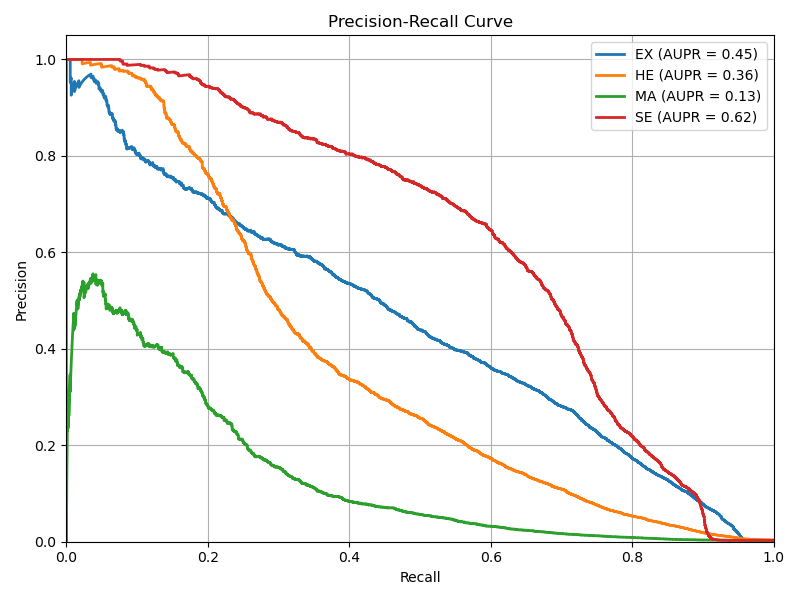 Precision-Recall Curve
EX (AUPR = 0.45)
HE (AUPR = 0.36)
MA (AUPR = 0.13)
SE (AUPR = 0.62)
Precision
1.0
0.8
0.6
0.4
0.2
0.0
0.0 0.2 0.4 0.6 0.8 1.0
Recall